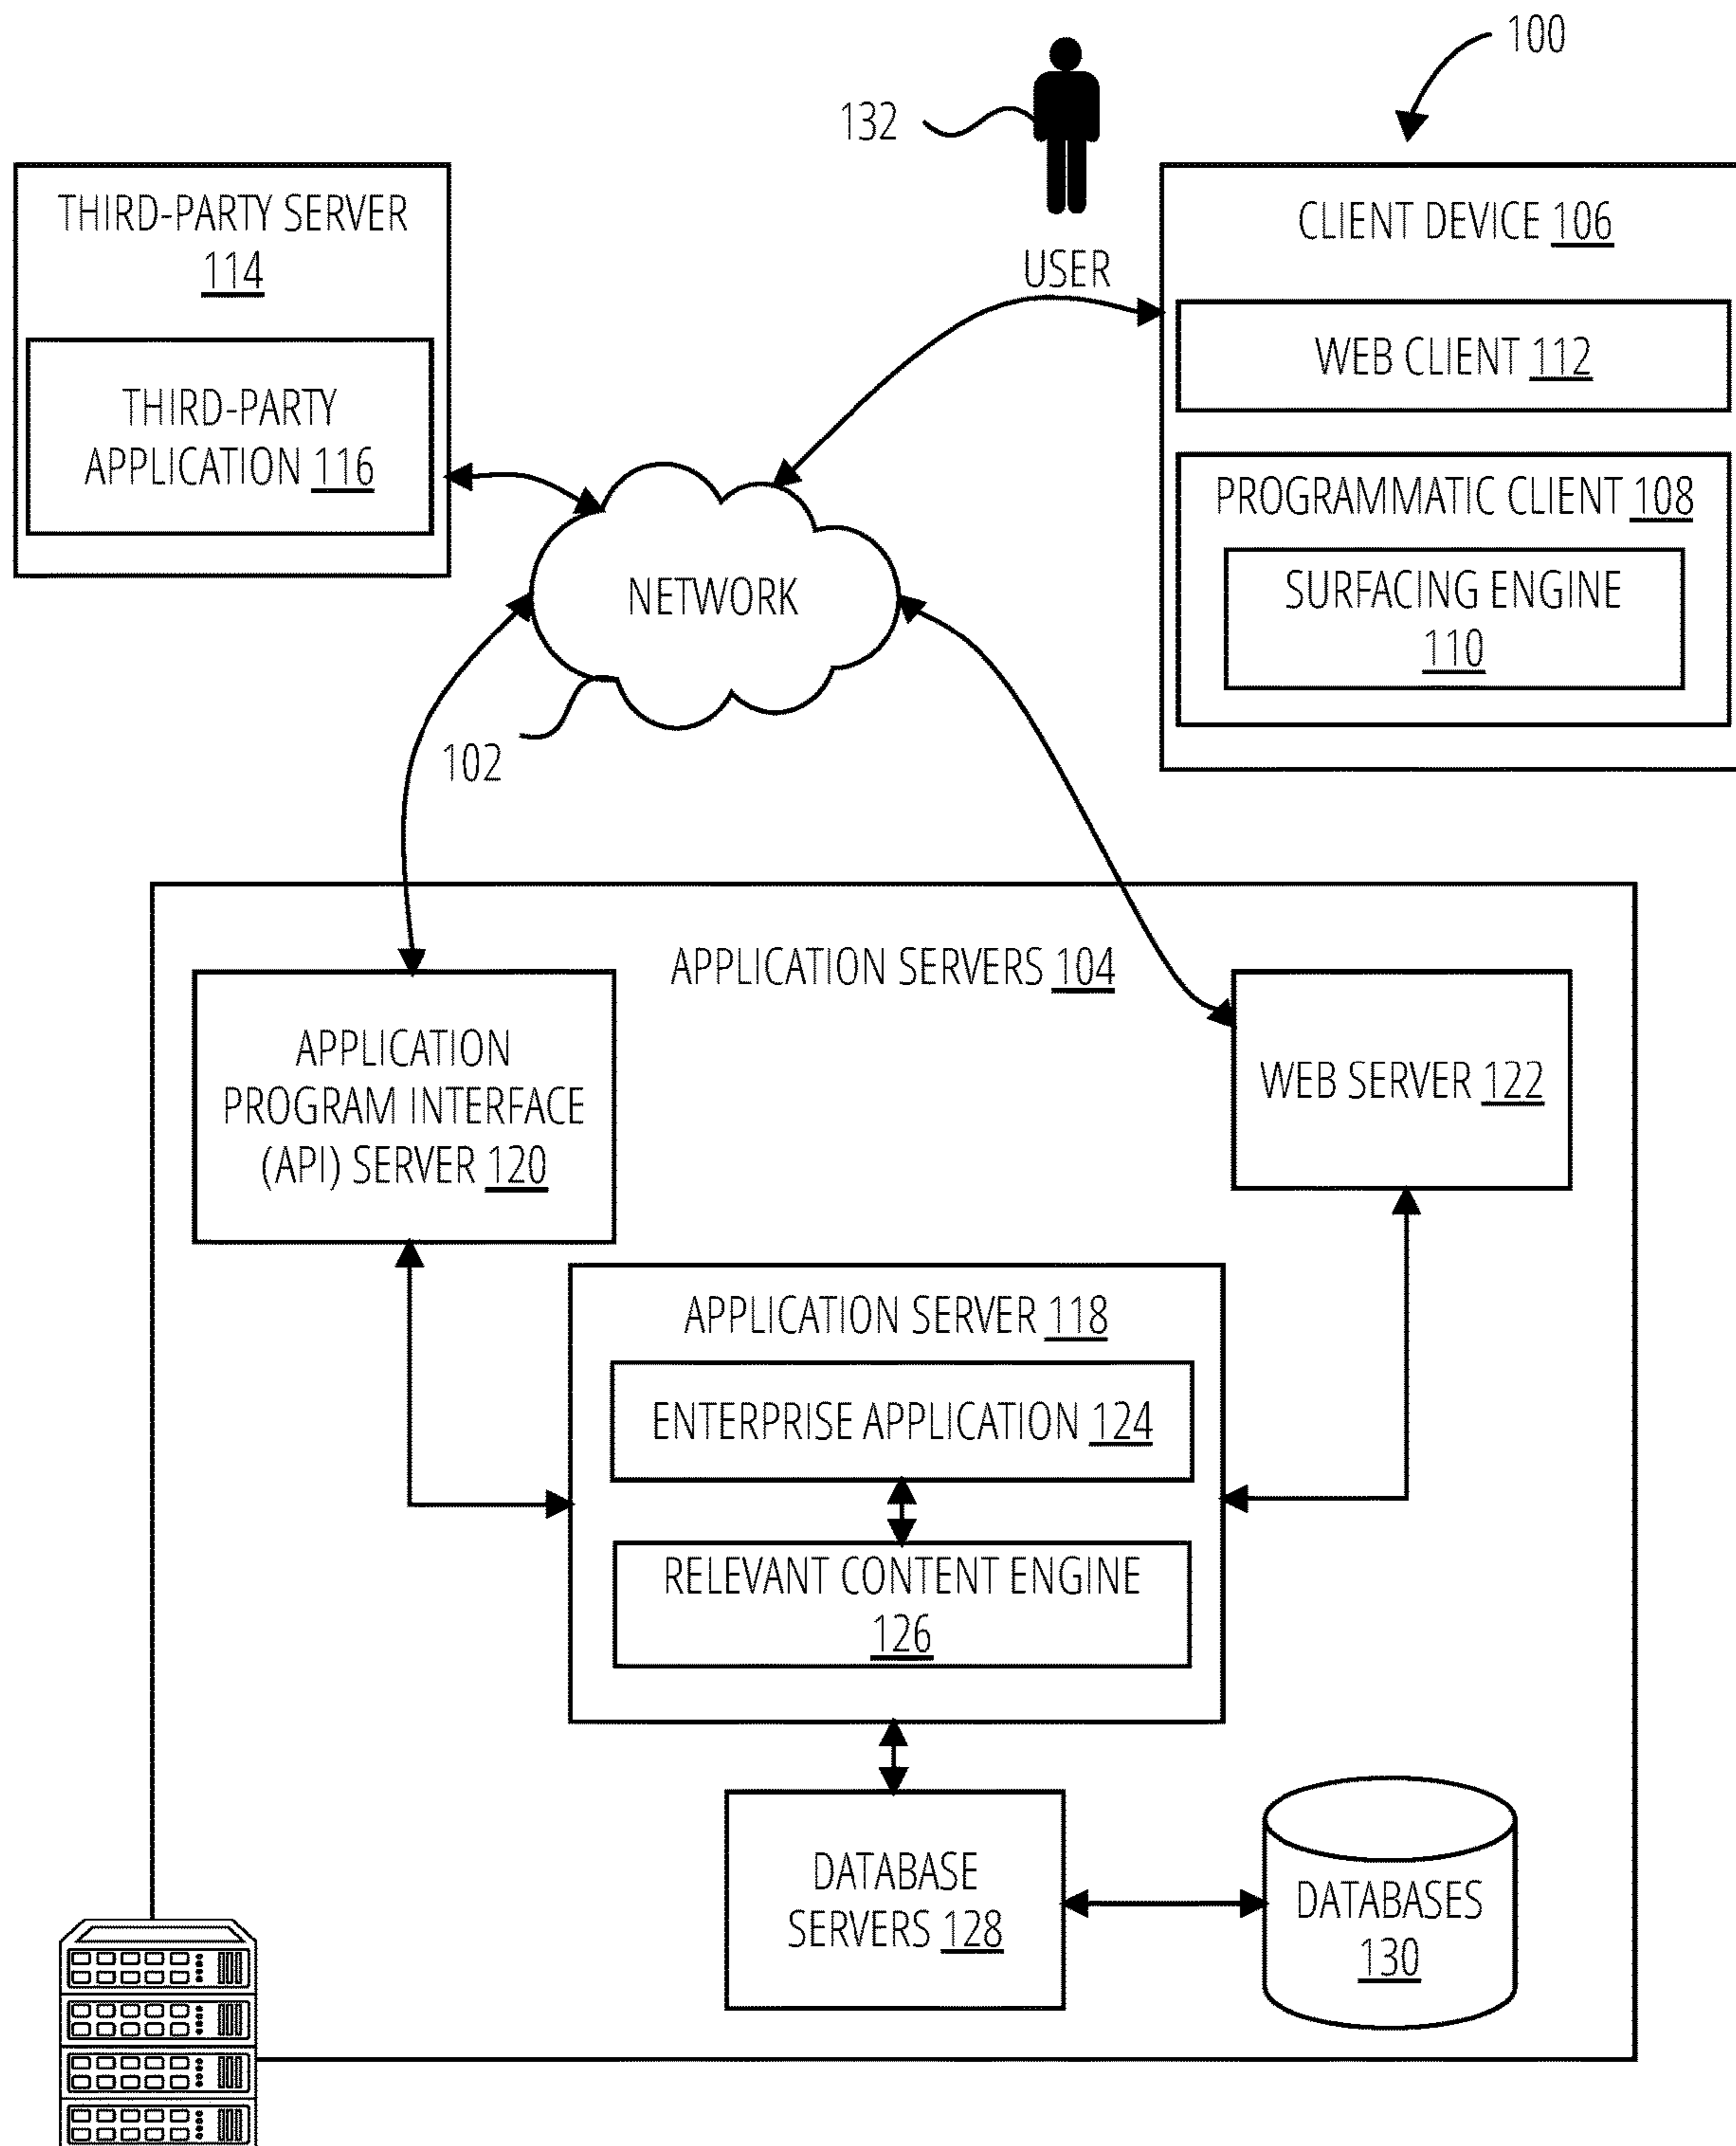 100
132
THIRD-PARTY SERVER
114
THIRD-PARTY
APPLICATION 116
USER
CLIENT DEVICE 106
WEB CLIENT 112
PROGRAMMATIC CLIENT 108
SURFACING ENGINE
110
NETWORK
102
APPLICATION SERVERS 104
APPLICATION
PROGRAM INTERFACE
(API) SERVER 120
WEB SERVER 122
APPLICATION SERVER 118
ENTERPRISE APPLICATION 124
RELEVANT CONTENT ENGINE
126
DATABASE
SERVERS 128
DATABASES
130